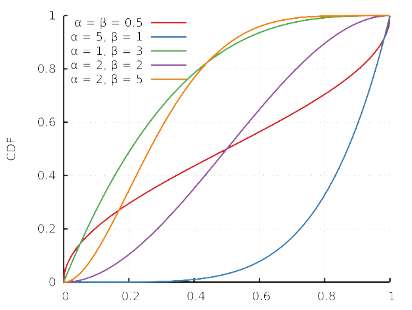 1
α = β = 0.5
α = 5, β = 1
α = 1, β = 3
0.8
α = 2, β = 2
α = 2, β = 5
0.6
CDF
0.4
0.2
0
0 0.2 0.4 0.6 0.8 1